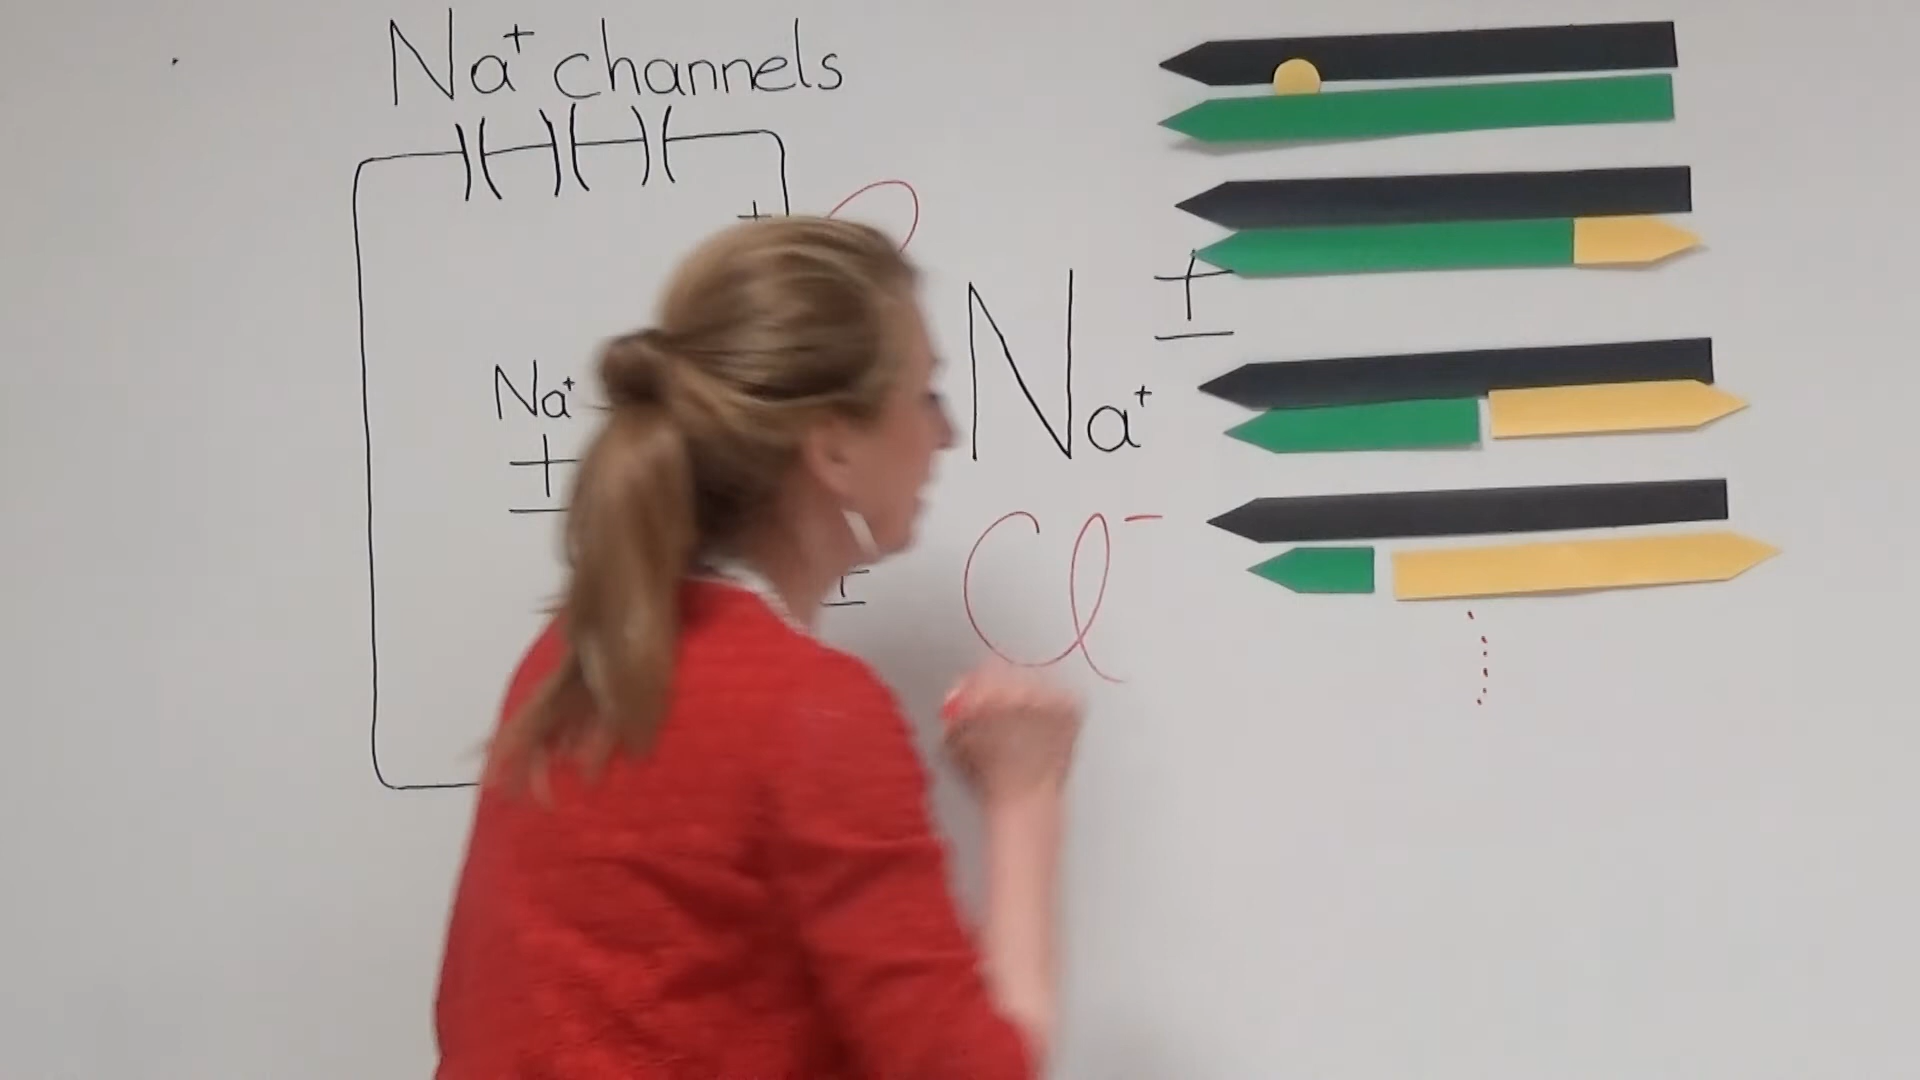 Na⁺ channels
+
Na⁺
±
Na⁺
±
Cl⁻
±